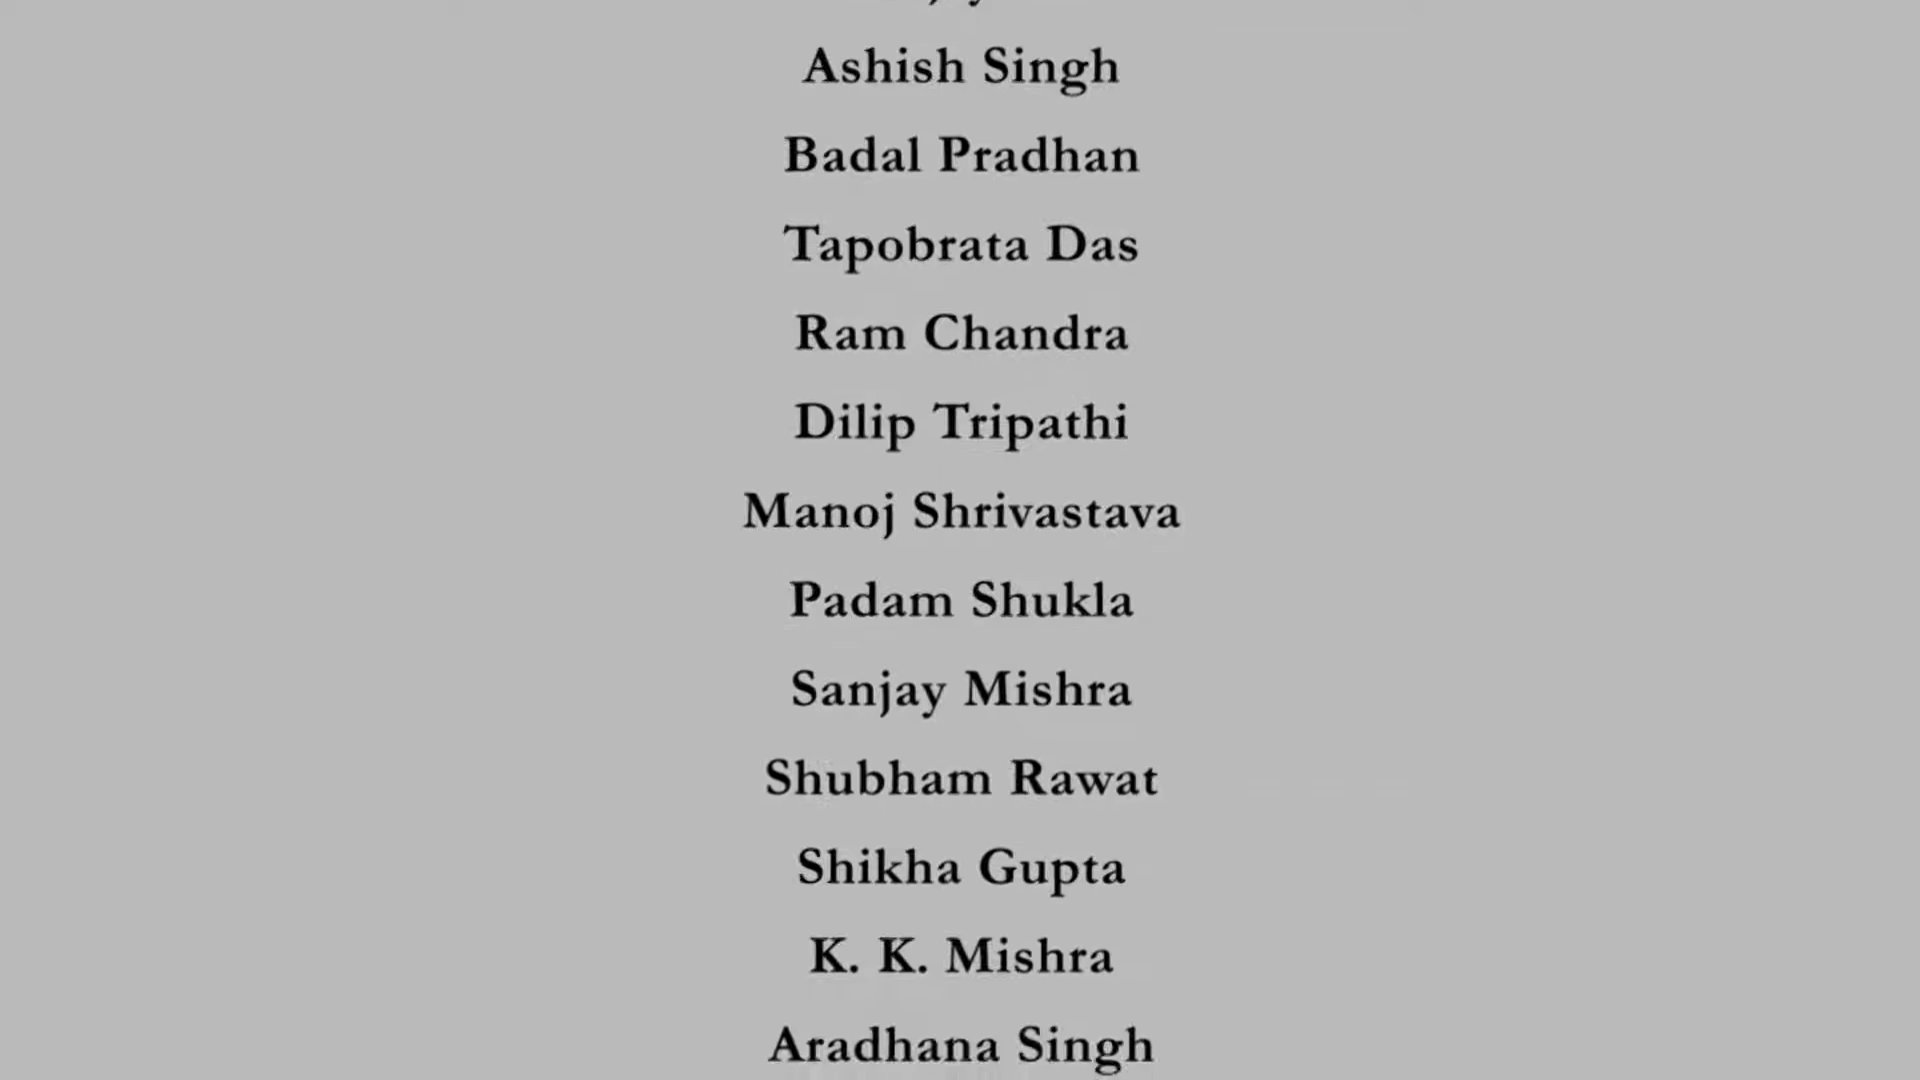 Ashish Singh
Badal Pradhan
Tapobrata Das
Ram Chandra
Dilip Tripathi
Manoj Shrivastava
Padam Shukla
Sanjay Mishra
Shubham Rawat
Shikha Gupta
K. K. Mishra
Aradhana Singh